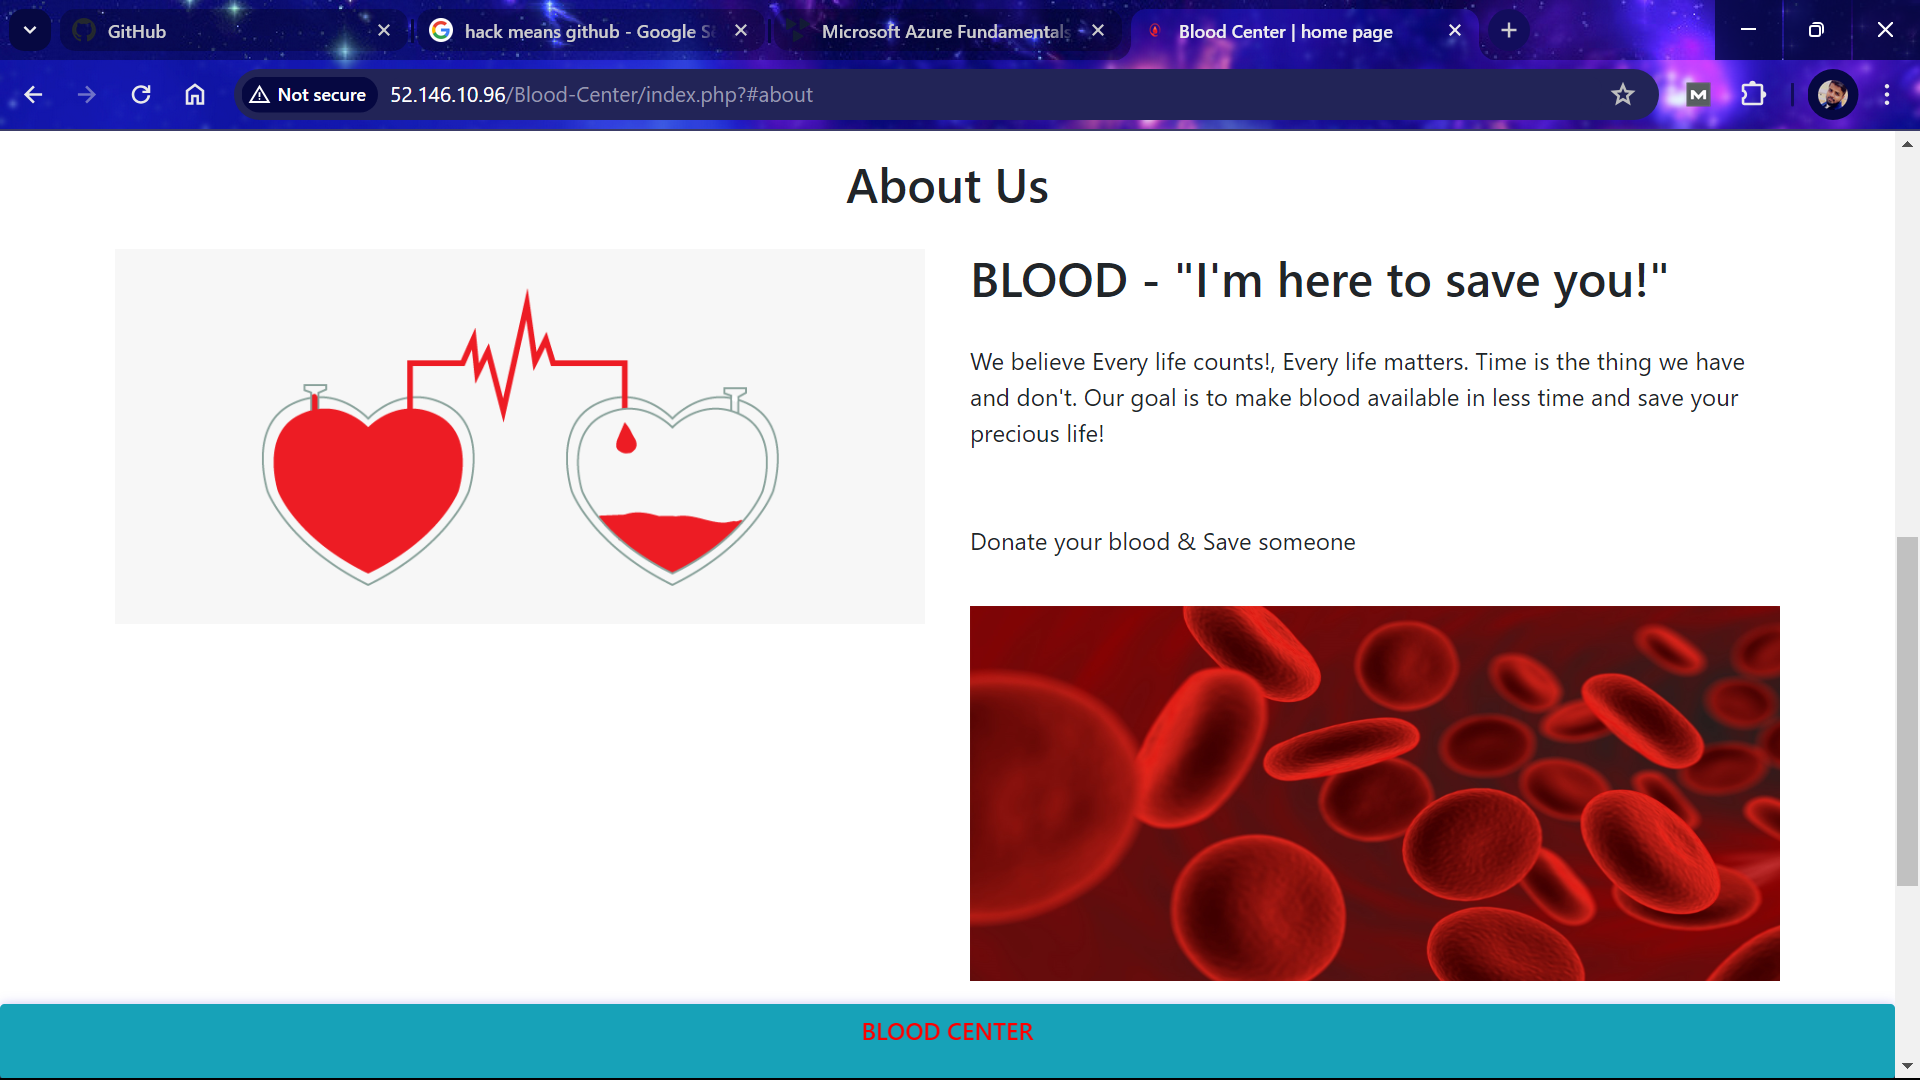 GitHub
hack means github - Google S
Microsoft Azure Fundamentals
Blood Center | home page
Not secure
52.146.10.96/Blood-Center/index.php?#about
About Us
BLOOD - "I'm here to save you!"
We believe Every life counts!, Every life matters. Time is the thing we have
and don't. Our goal is to make blood available in less time and save your
precious life!
Donate your blood & Save someone
BLOOD CENTER